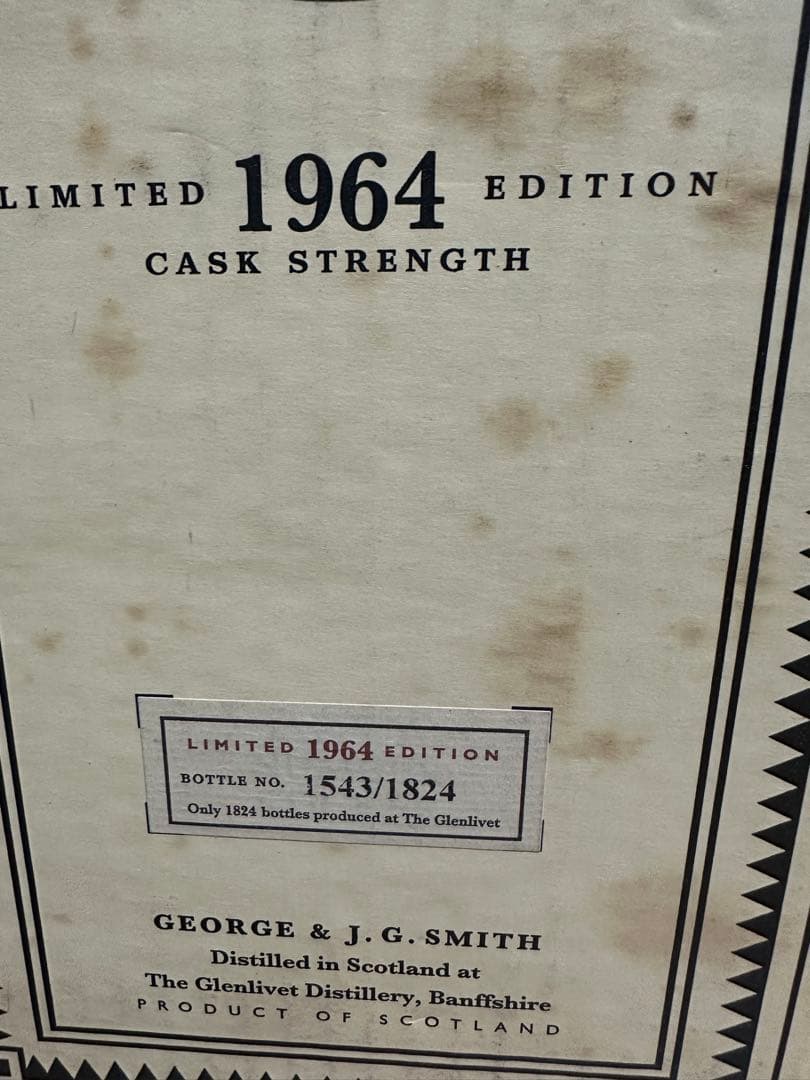 LIMITED 1964 EDITION
CASK STRENGTH
LIMITED 1964 EDITION
BOTTLE NO. 1543/1824
Only 1824 bottles produced at The Glenlivet
GEORGE & J. G. SMITH
Distilled in Scotland at
The Glenlivet Distillery, Banffshire
PRODUCT OF SCOTLAND